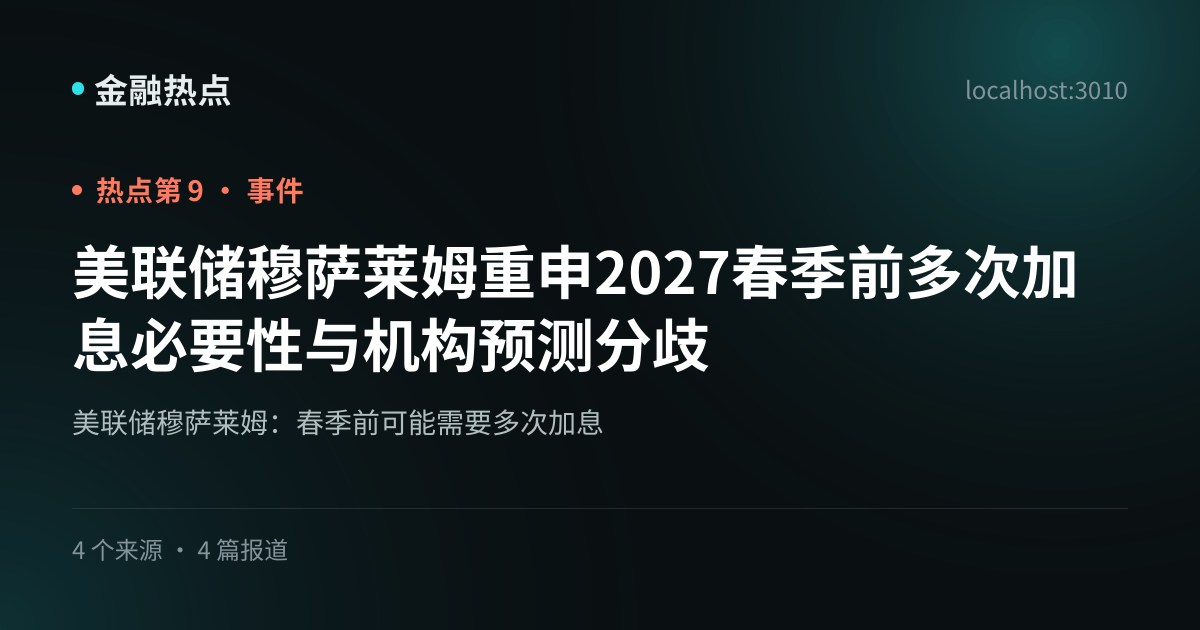 金融热点
localhost:3010
热点第 9 · 事件
美联储穆萨莱姆重申2027春季前多次加
息必要性与机构预测分歧
美联储穆萨莱姆：春季前可能需要多次加息
4 个来源 · 4 篇报道